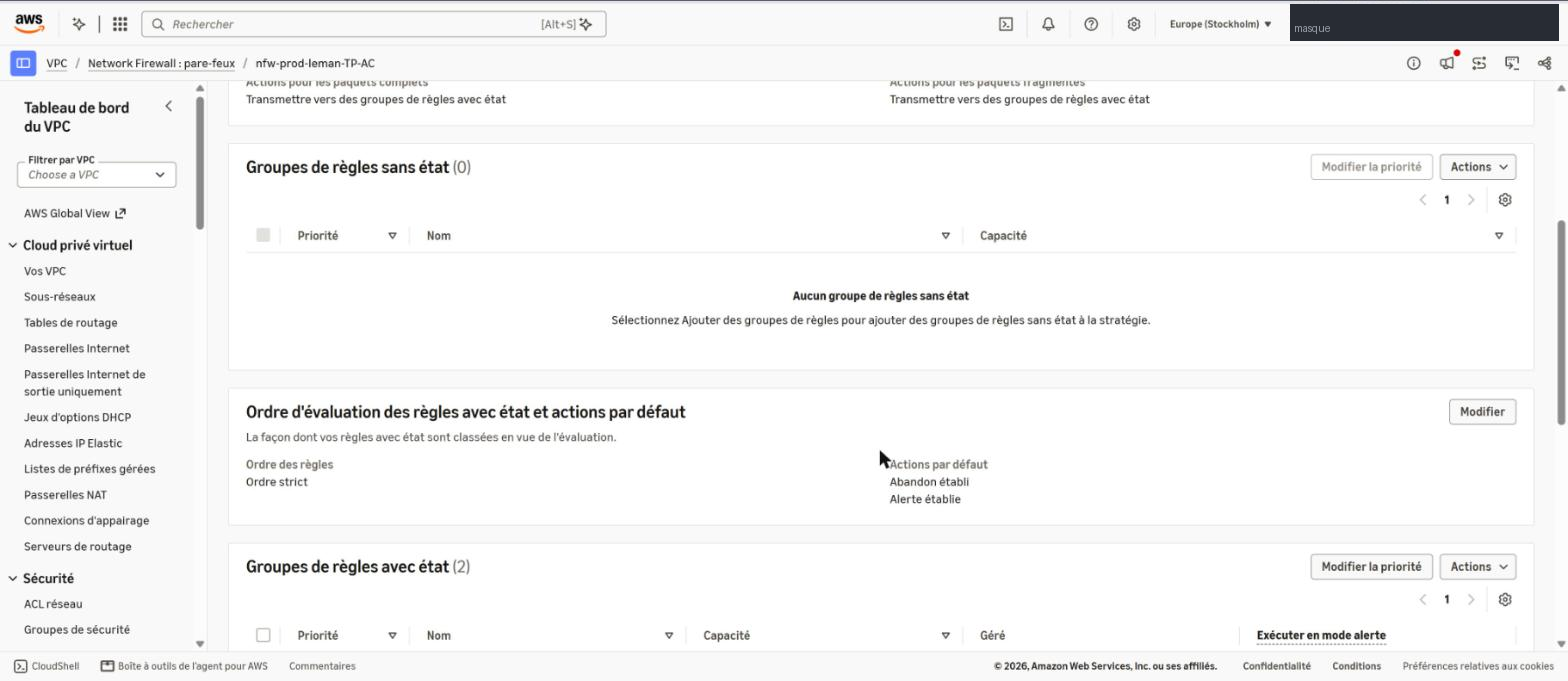 aws
Rechercher
[Alt+S]
Europe (Stockholm)
masque
VPC / Network Firewall : pare-feux / nfw-prod-leman-TP-AC
Tableau de bord
du VPC
Filtrer par VPC
Choose a VPC
AWS Global View
Cloud privé virtuel
Vos VPC
Sous-réseaux
Tables de routage
Passerelles Internet
Passerelles Internet de
sortie uniquement
Jeux d'options DHCP
Adresses IP Elastic
Listes de préfixes gérées
Passerelles NAT
Connexions d'appairage
Serveurs de routage
Sécurité
ACL réseau
Groupes de sécurité
Actions pour les paquets complets
Transmettre vers des groupes de règles avec état
Actions pour les paquets fragmentés
Transmettre vers des groupes de règles avec état
Groupes de règles sans état (0)
Modifier la priorité
Actions
1
Priorité
Nom
Capacité
Aucun groupe de règles sans état
Sélectionnez Ajouter des groupes de règles pour ajouter des groupes de règles sans état à la stratégie.
Ordre d'évaluation des règles avec état et actions par défaut
Modifier
La façon dont vos règles avec état sont classées en vue de l'évaluation.
Ordre des règles
Ordre strict
Actions par défaut
Abandon établi
Alerte établie
Groupes de règles avec état (2)
Modifier la priorité
Actions
1
Priorité
Nom
Capacité
Géré
Exécuter en mode alerte
CloudShell
Boîte à outils de l'agent pour AWS
Commentaires
© 2026, Amazon Web Services, Inc. ou ses affiliés.
Confidentialité
Conditions
Préférences relatives aux cookies